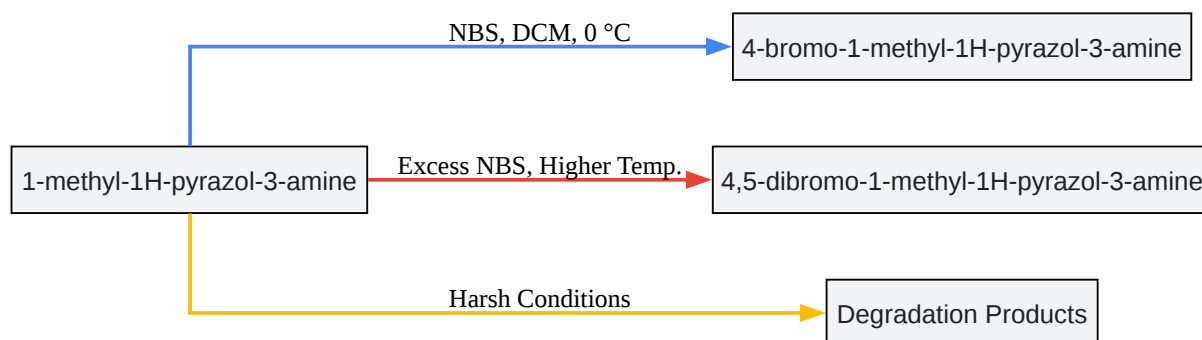 NBS, DCM, 0 °C
4-bromo-1-methyl-1H-pyrazol-3-amine
1-methyl-1H-pyrazol-3-amine
Excess NBS, Higher Temp.
4,5-dibromo-1-methyl-1H-pyrazol-3-amine
Harsh Conditions
Degradation Products